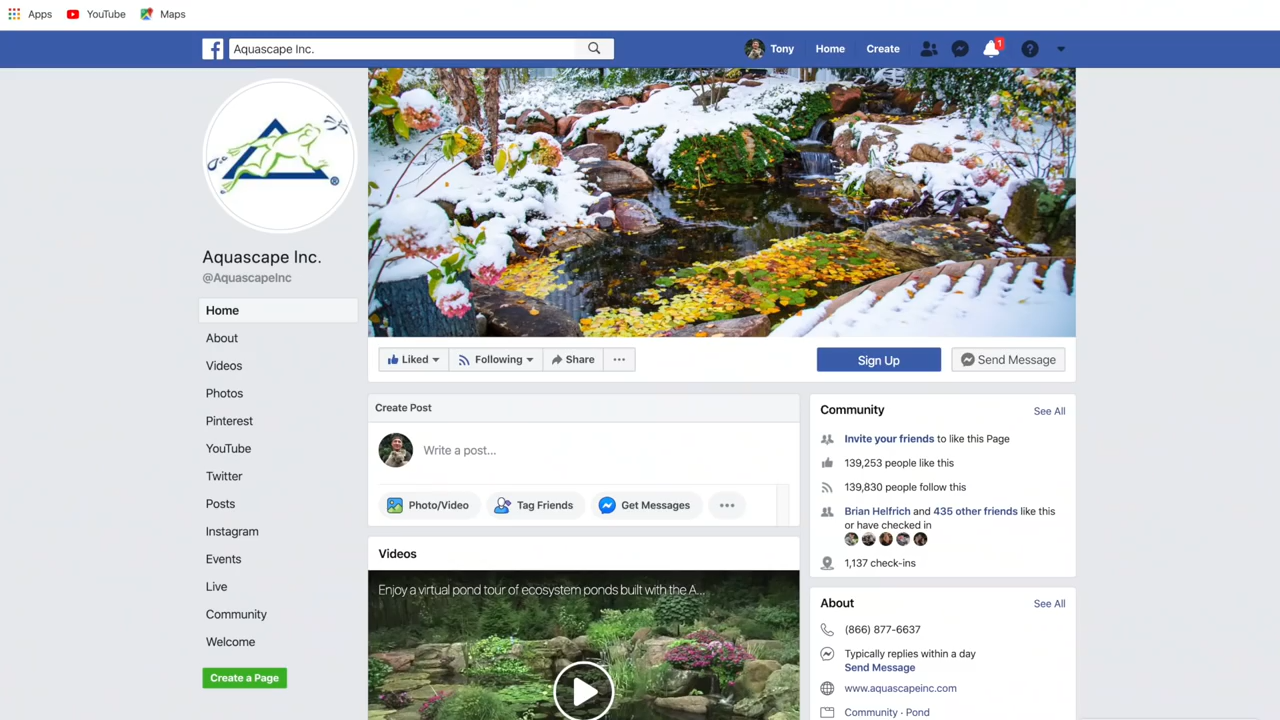 Apps YouTube Maps
Aquascape Inc.
Tony Home Create 1
®
Aquascape Inc.
@AquascapeInc
Home
About
Videos
Photos
Pinterest
YouTube
Twitter
Posts
Instagram
Events
Live
Community
Welcome
Create a Page
Liked Following Share ...
Sign Up Send Message
Create Post
Write a post...
Photo/Video Tag Friends Get Messages ...
Videos
Enjoy a virtual pond tour of ecosystem ponds built with the A...
Community See All
Invite your friends to like this Page
139,253 people like this
139,830 people follow this
Brian Helfrich and 435 other friends like this
or have checked in
1,137 check-ins
About See All
(866) 877-6637
Typically replies within a day
Send Message
www.aquascapeinc.com
Community · Pond